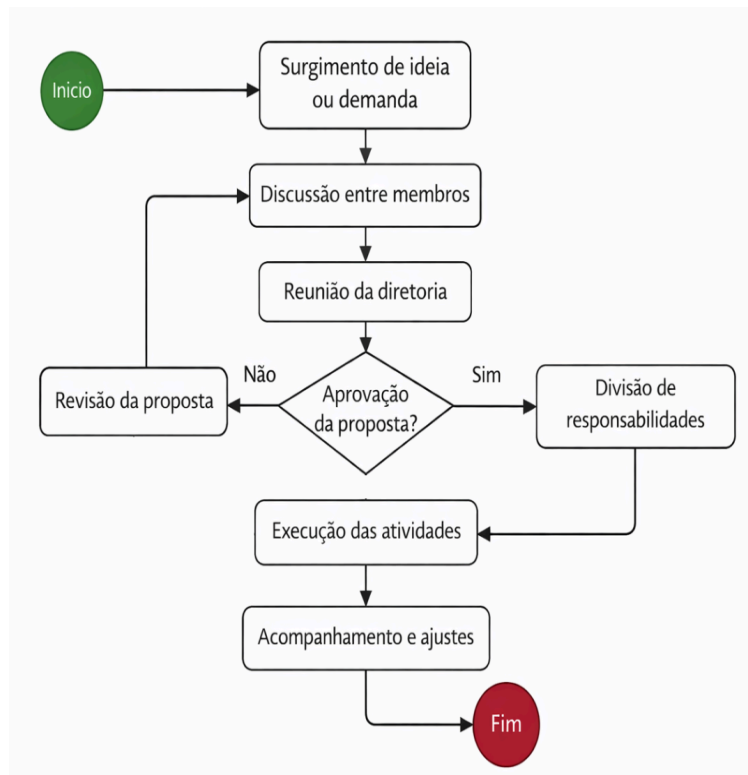 Inicio
Surgimento de ideia
ou demanda
Discussão entre membros
Reunião da diretoria
Não
Sim
Revisão da proposta
Aprovação
da proposta?
Divisão de
responsabilidades
Execução das atividades
Acompanhamento e ajustes
Fim